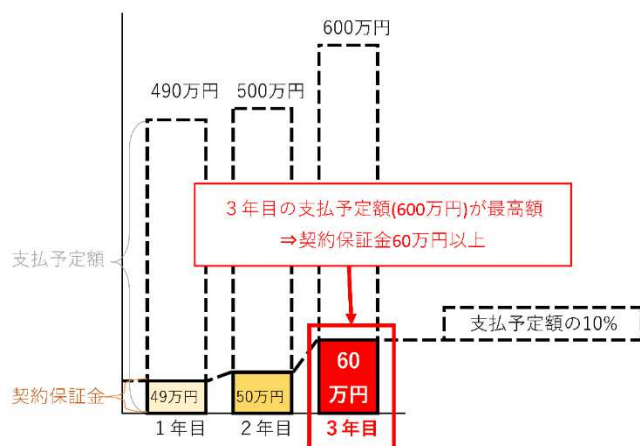 600万円
490万円
500万円
3年目の支払予定額(600万円)が最高額
⇒契約保証金60万円以上
支払予定額
支払予定額の10%
契約保証金
49万円
50万円
60
万円
1年目
2年目
3年目